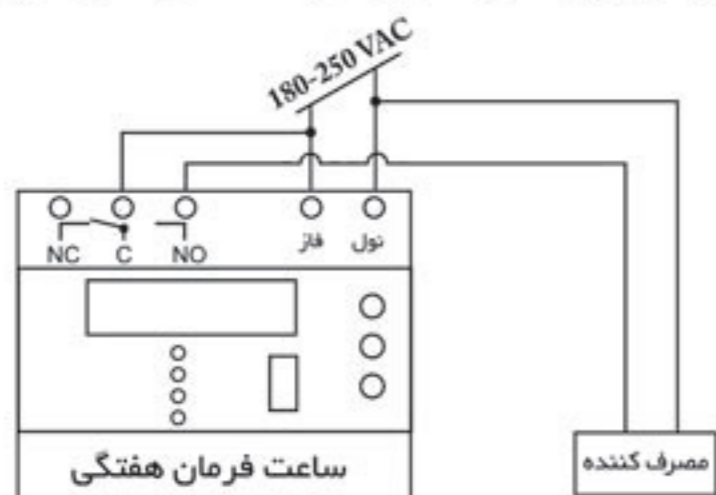 180-250 VAC
NC C NO فاز نول
ساعت فرمان هفتگی
مصرف کننده